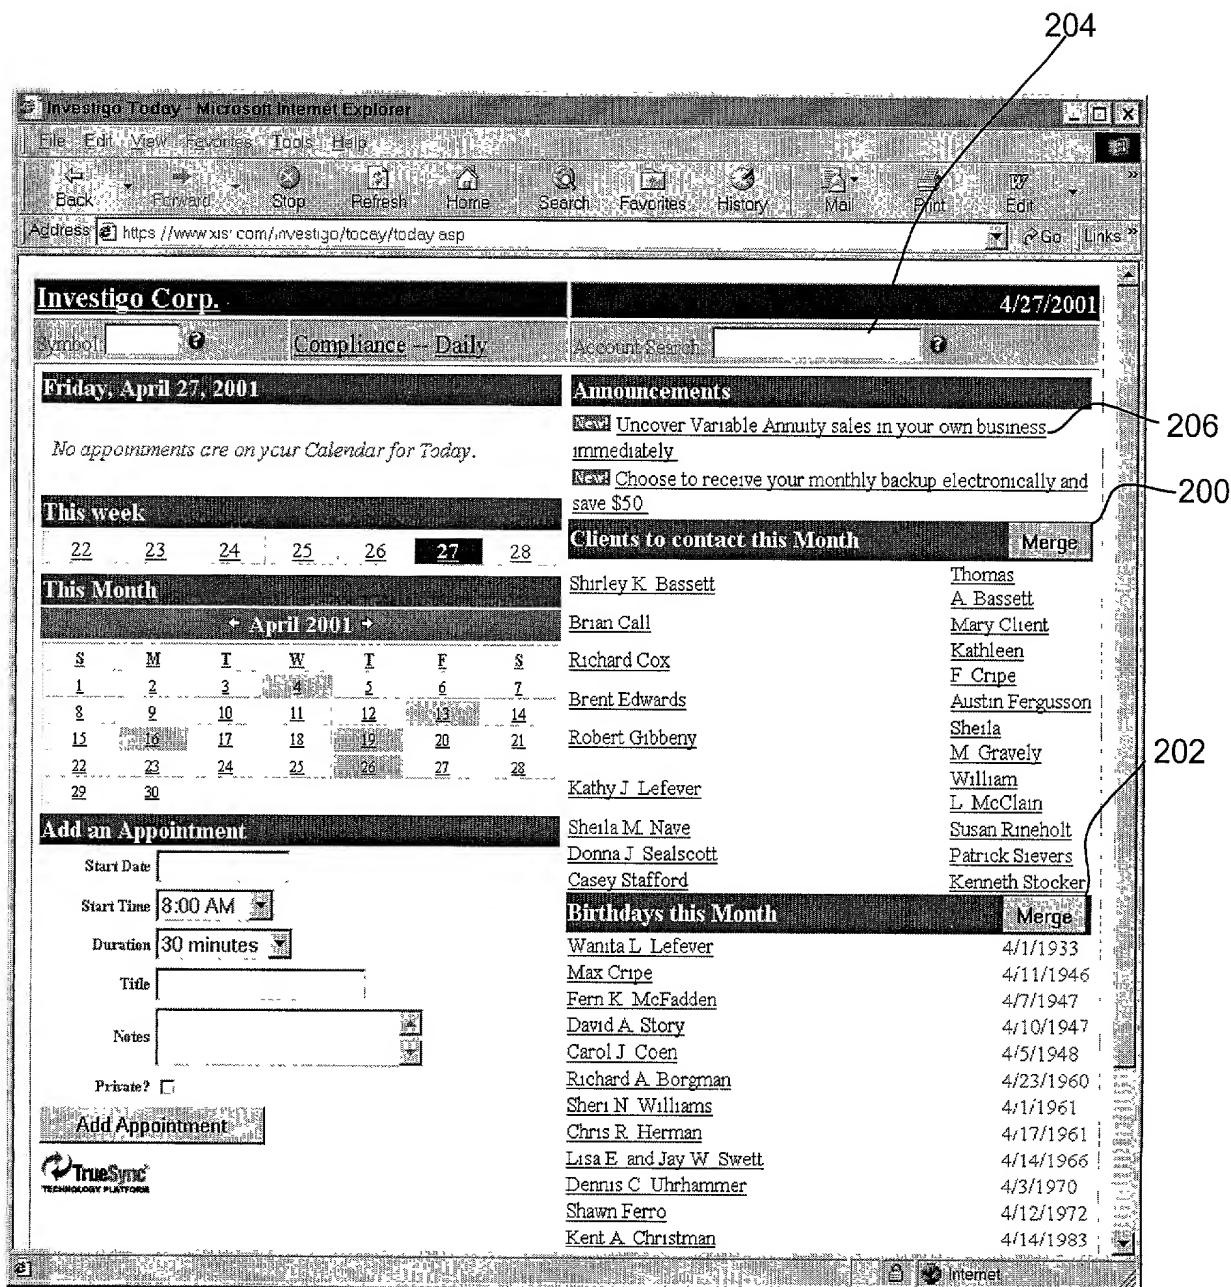 204
Investigo Today - Microsoft Internet Explorer
File Edit View Favorites Tools Help
Back Forward Stop Refresh Home Search Favorites History Mail Print Edit
Address https //www xis com/investigo/tocay/today asp Go Links
Investigo Corp. 4/27/2001
Symbol: Compliance -- Daily Account Search
Friday, April 27, 2001
No appointments are on your Calendar for Today.
This week
22 23 24 25 26 27 28
This Month
April 2001
S M T W T F S
1 2 3 4 5 6 7
8 9 10 11 12 13 14
15 16 17 18 19 20 21
22 23 24 25 26 27 28
29 30
Add an Appointment
Start Date
Start Time 8:00 AM
Duration 30 minutes
Title
Notes
Private?
Add Appointment
TrueSync
TECHNOLOGY PLATFORM
Announcements
New! Uncover Variable Annuity sales in your own business
immediately
New! Choose to receive your monthly backup electronically and
save $50
206
200
Clients to contact this Month Merge
Shirley K Bassett Thomas
A. Bassett
Brian Call Mary Client
Richard Cox Kathleen
F Cripe
Brent Edwards Austin Fergusson
Robert Gibbeny Sheila
M Gravely
Kathy J Lefever William
L McClain
Sheila M. Nave Susan Rineholt
Donna J Sealscott Patrick Sievers
Casey Stafford Kenneth Stocker
202
Birthdays this Month Merge
Wanita L Lefever 4/1/1933
Max Cripe 4/11/1946
Fern K McFadden 4/7/1947
David A Story 4/10/1947
Carol J Coen 4/5/1948
Richard A Borgman 4/23/1960
Sheri N Williams 4/1/1961
Chris R Herman 4/17/1961
Lisa E and Jay W Swett 4/14/1966
Dennis C Uhrhammer 4/3/1970
Shawn Ferro 4/12/1972
Kent A Christman 4/14/1983
Internet